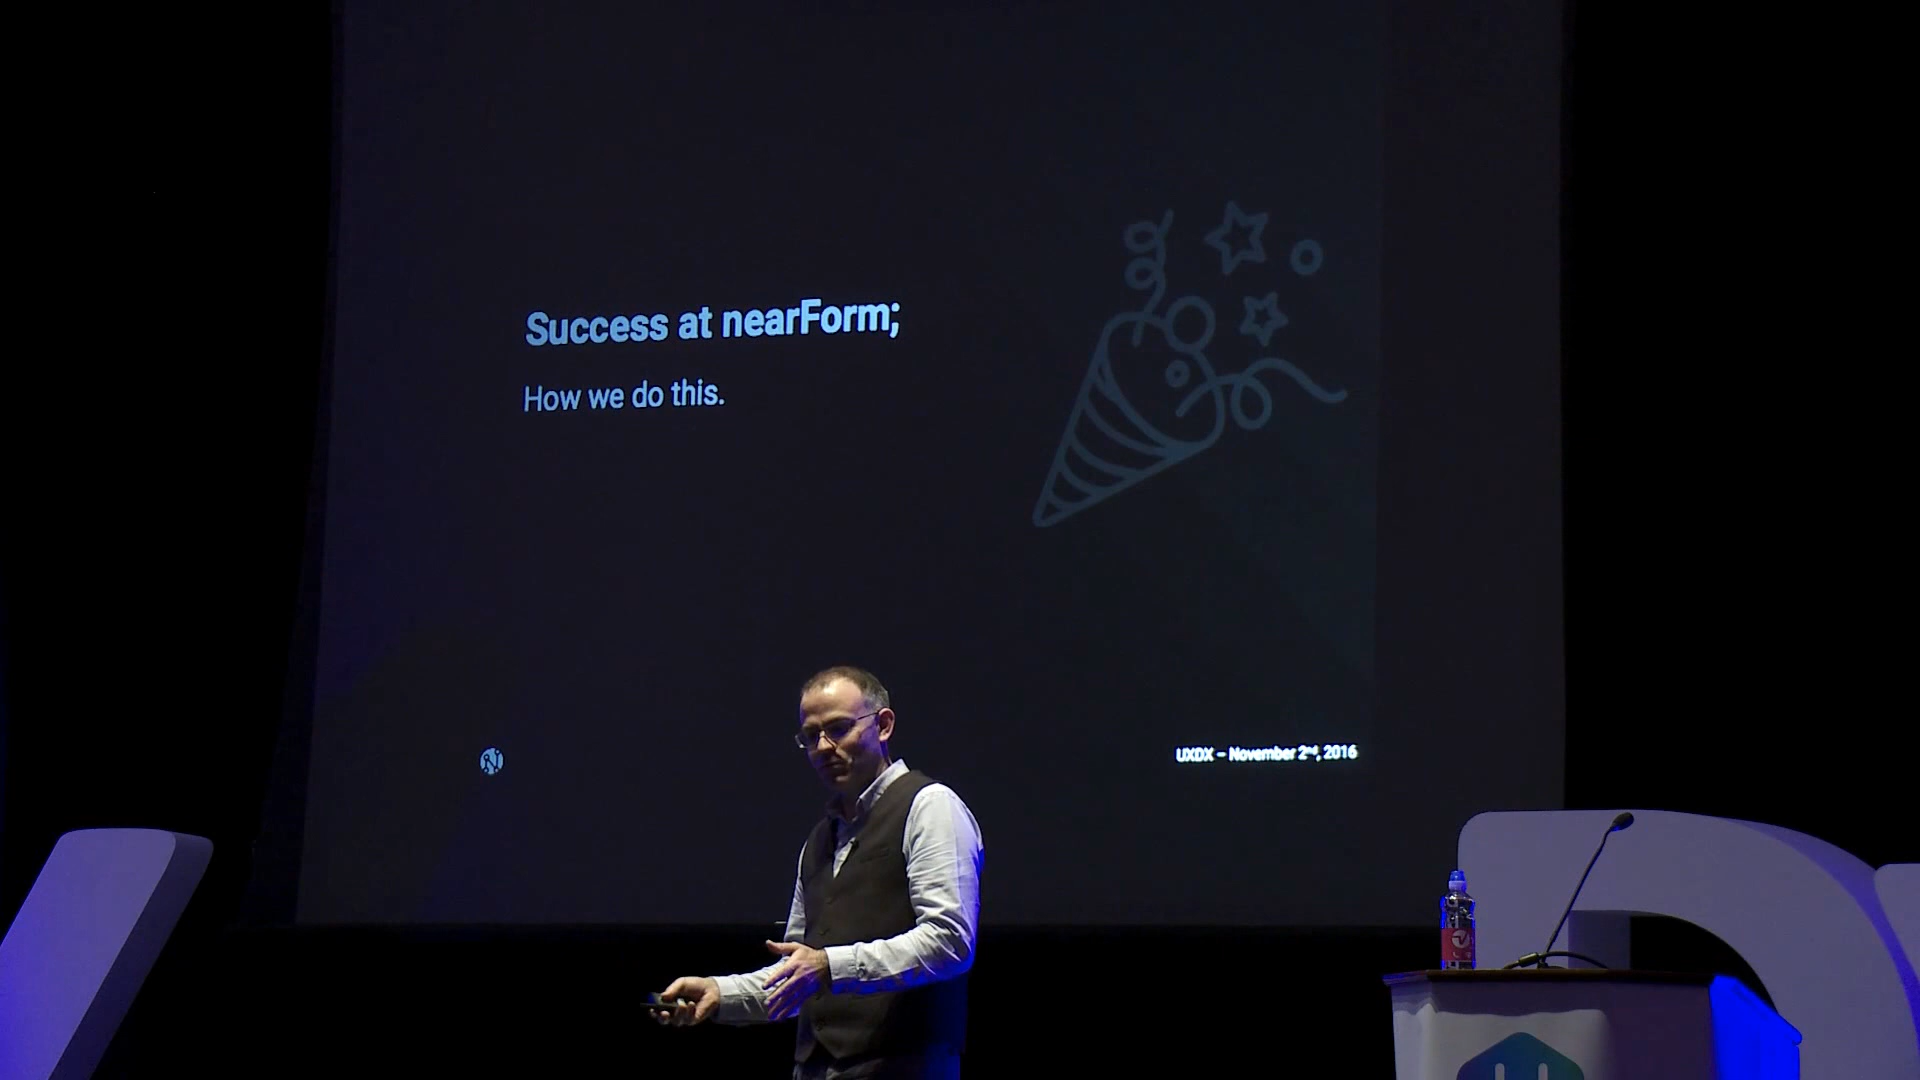 Success at nearForm;
How we do this.
UXDX – November 2nd, 2016